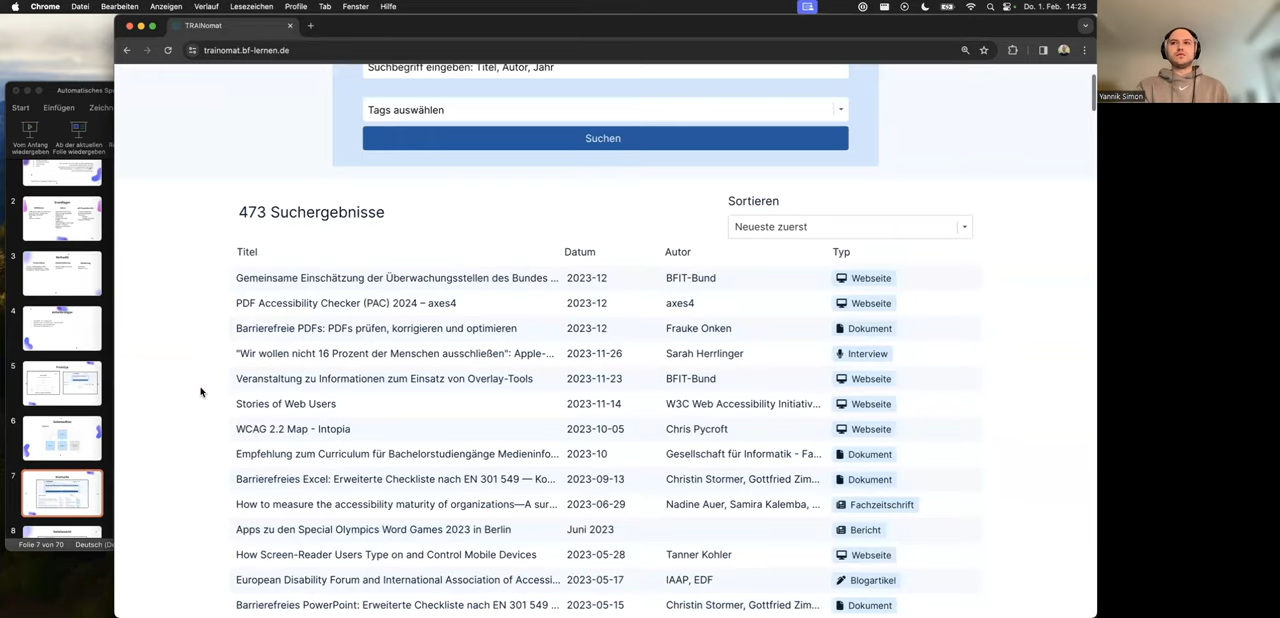 Chrome Datei Bearbeiten Anzeigen Verlauf Lesezeichen Profile Tab Fenster Hilfe Do. 1. Feb. 14:23
TRAINomat
trainomat.bf-lernen.de
Yannik Simon
Automatisches Sp
Start Einfügen Zeichn
Vom Anfang wiedergeben
Ab der aktuellen Folie wiedergeben
2
3
4
5
6
7
8
Folie 7 von 70 Deutsch (De
Suchbegriff eingeben: Titel, Autor, Jahr
Tags auswählen
Suchen
473 Suchergebnisse
Sortieren
Neueste zuerst
Titel Datum Autor Typ
Gemeinsame Einschätzung der Überwachungsstellen des Bundes ... 2023-12 BFIT-Bund Webseite
PDF Accessibility Checker (PAC) 2024 – axes4 2023-12 axes4 Webseite
Barrierefreie PDFs: PDFs prüfen, korrigieren und optimieren 2023-12 Frauke Onken Dokument
"Wir wollen nicht 16 Prozent der Menschen ausschließen": Apple-... 2023-11-26 Sarah Herrlinger Interview
Veranstaltung zu Informationen zum Einsatz von Overlay-Tools 2023-11-23 BFIT-Bund Webseite
Stories of Web Users 2023-11-14 W3C Web Accessibility Initiativ... Webseite
WCAG 2.2 Map - Intopia 2023-10-05 Chris Pycroft Webseite
Empfehlung zum Curriculum für Bachelorstudiengänge Medieninfo... 2023-10 Gesellschaft für Informatik - Fa... Dokument
Barrierefreies Excel: Erweiterte Checkliste nach EN 301 549 — Ko... 2023-09-13 Christin Stormer, Gottfried Zim... Dokument
How to measure the accessibility maturity of organizations—A sur... 2023-06-29 Nadine Auer, Samira Kalemba, ... Fachzeitschrift
Apps zu den Special Olympics Word Games 2023 Juni 2023 Bericht
How Screen-Reader Users Type on and Control Mobile Devices 2023-05-28 Tanner Kohler Webseite
European Disability Forum and International Association of Accessi... 2023-05-17 IAAP, EDF Blogartikel
Barrierefreies PowerPoint: Erweiterte Checkliste nach EN 301 549 ... 2023-05-15 Christin Stormer, Gottfried Zim... Dokument